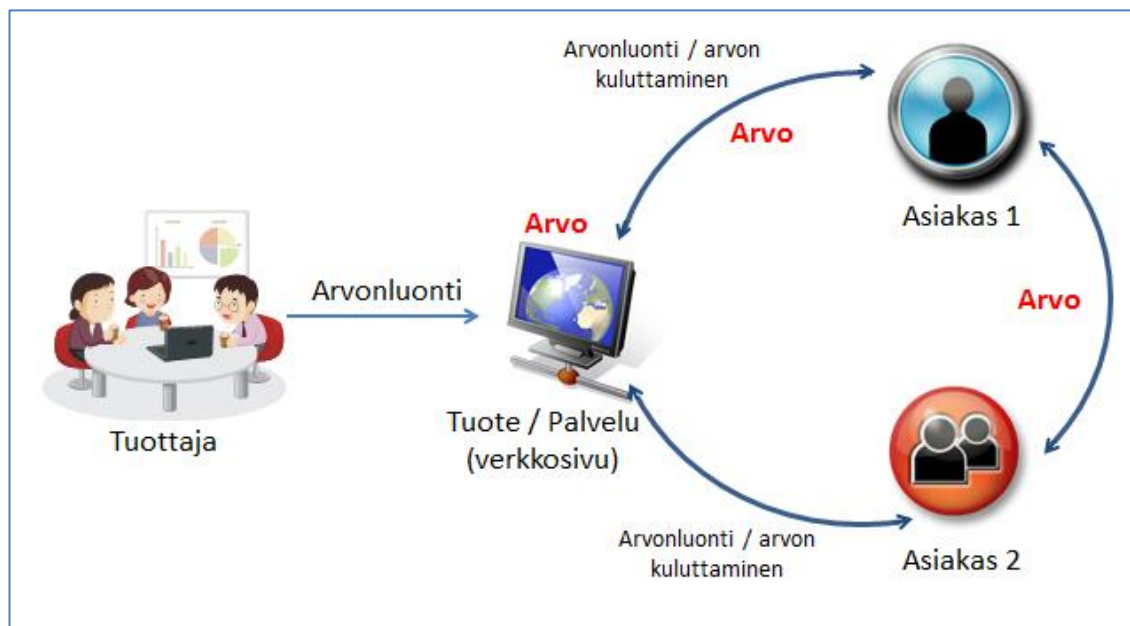 Arvonluonti / arvon
kuluttaminen
Arvo
Asiakas 1
Arvo
Arvonluonti
Arvo
Tuottaja
Tuote / Palvelu
(verkkosivu)
Arvonluonti / arvon
kuluttaminen
Asiakas 2